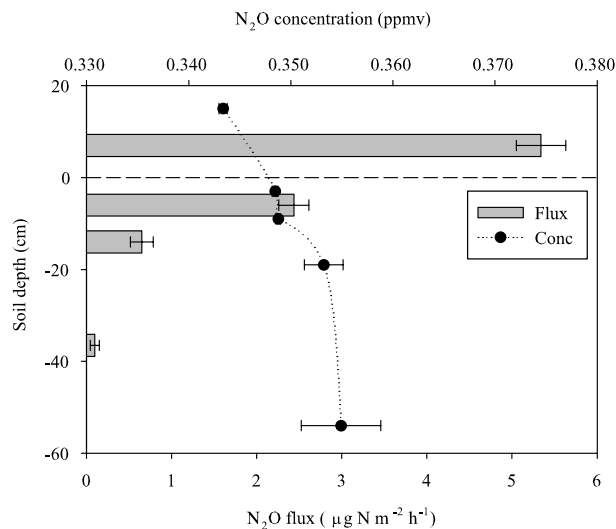 N₂O concentration (ppmv)
0.330 0.340 0.350 0.360 0.370 0.380
20
0
-20
-40
-60
Soil depth (cm)
Flux
Conc
0 1 2 3 4 5 6
N₂O flux ( μg N m⁻² h⁻¹)